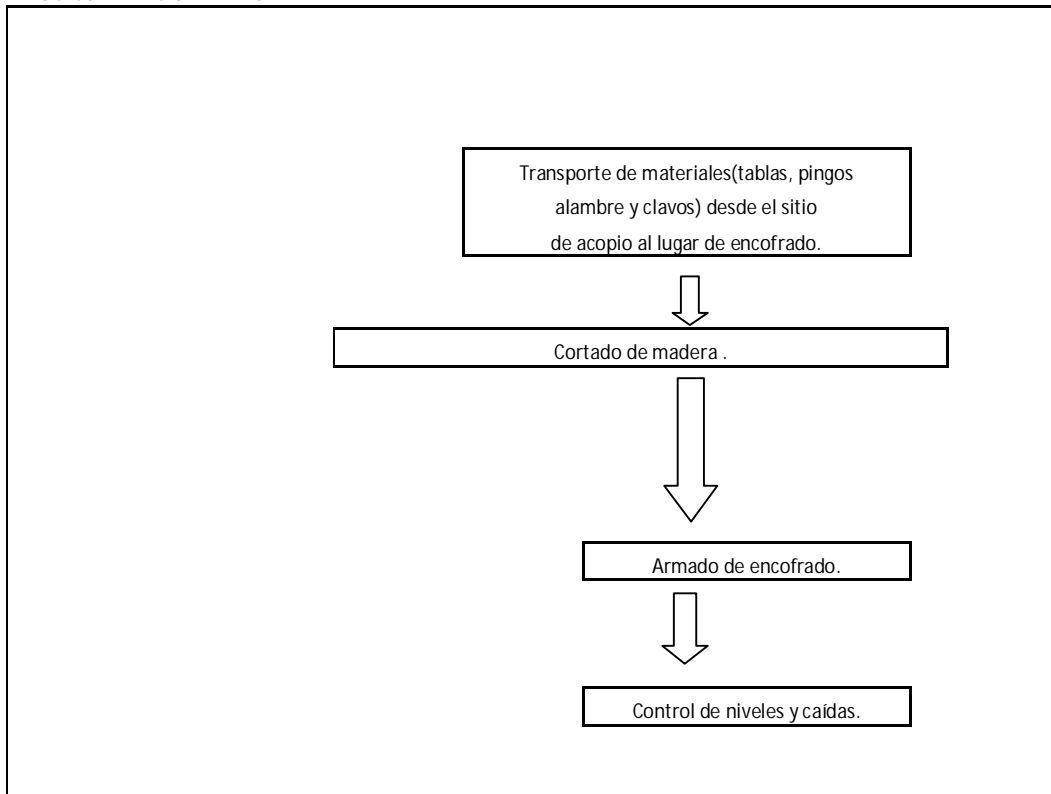 Transporte de materiales(tablas, pingos
alambre y clavos) desde el sitio
de acopio al lugar de encofrado.
Cortado de madera .
Armado de encofrado.
Control de niveles y caídas.